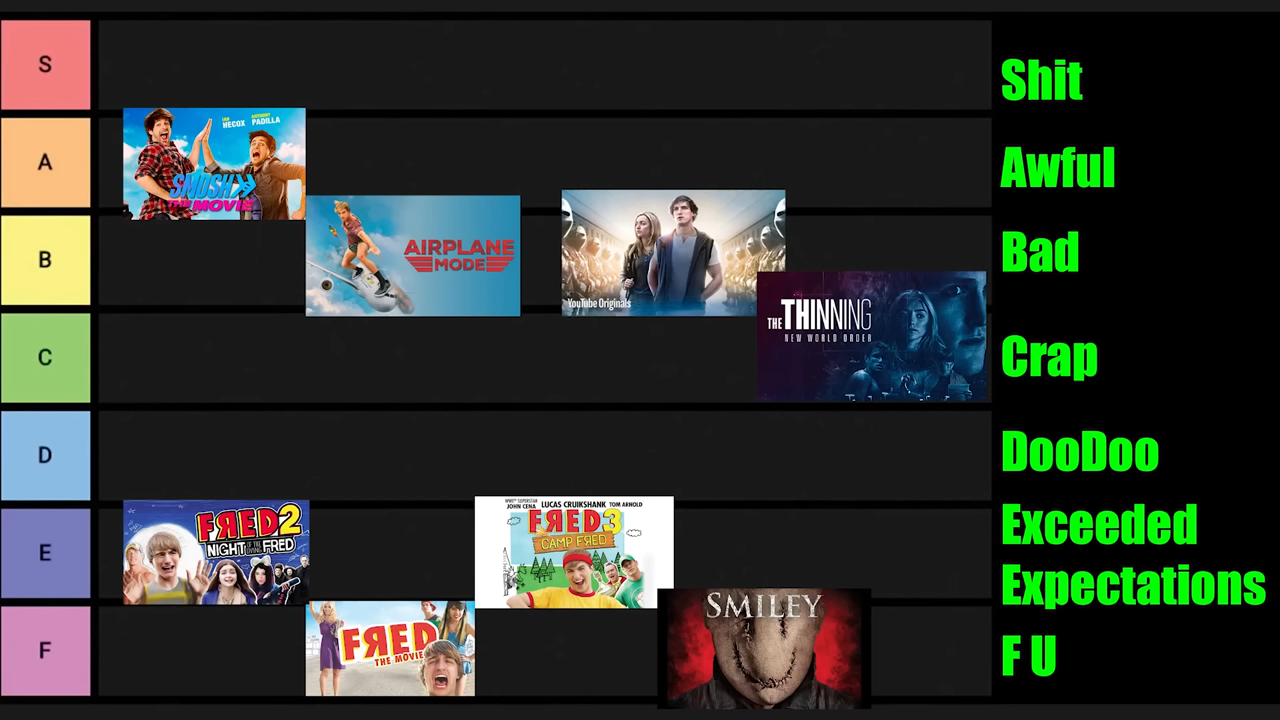 S
Shit
IAN HECOX ANTHONY PADILLA
SMOSH
THE MOVIE
A
Awful
AIRPLANE
MODE
B
Bad
YouTube Originals
THE THINNING
NEW WORLD ORDER
C
Crap
D
DooDoo
FRED 2
NIGHT OF THE LIVING FRED
WWE SUPERSTAR
JOHN CENA LUCAS CRUIKSHANK TOM ARNOLD
FRED 3
CAMP FRED
E
Exceeded
Expectations
FRED
THE MOVIE
SMILEY
F
F U